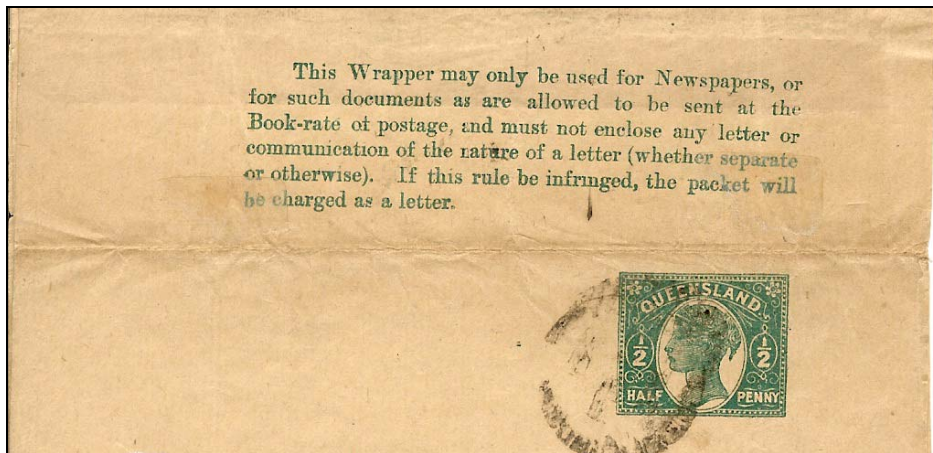 This Wrapper may only be used for Newspapers, or
for such documents as are allowed to be sent at the
Book-rate of postage, and must not enclose any letter or
communication of the nature of a letter (whether separate
or otherwise). If this rule be infringed, the packet will
be charged as a letter.
QUEENSLAND
1/2 1/2
HALF PENNY